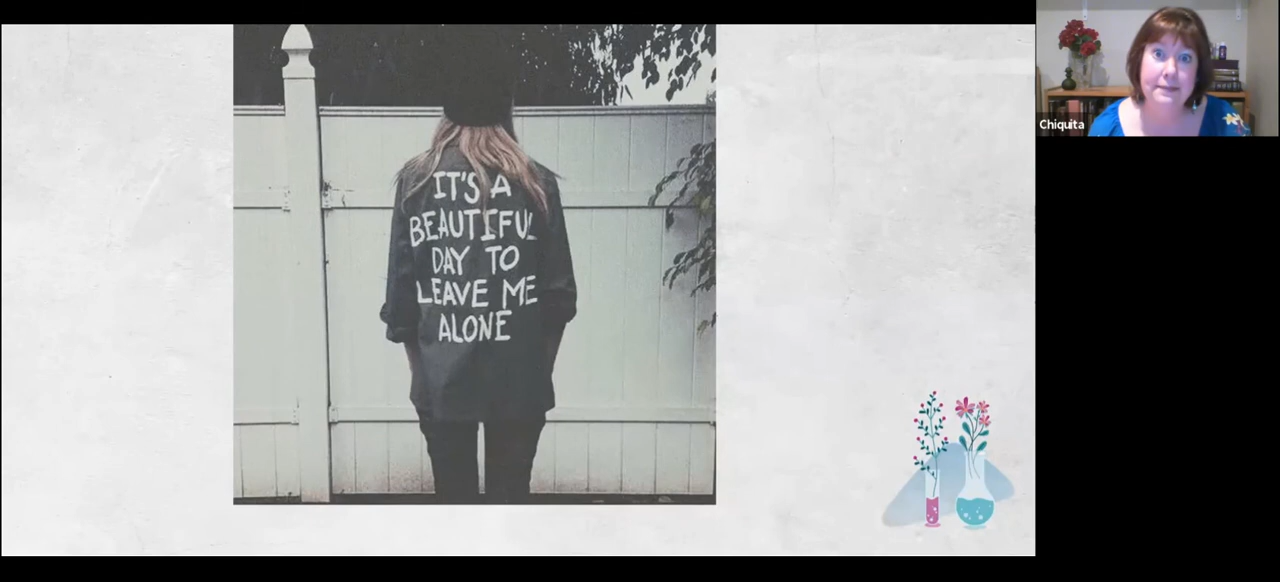 IT'S A
BEAUTIFUL
DAY TO
LEAVE ME
ALONE
Chiquita